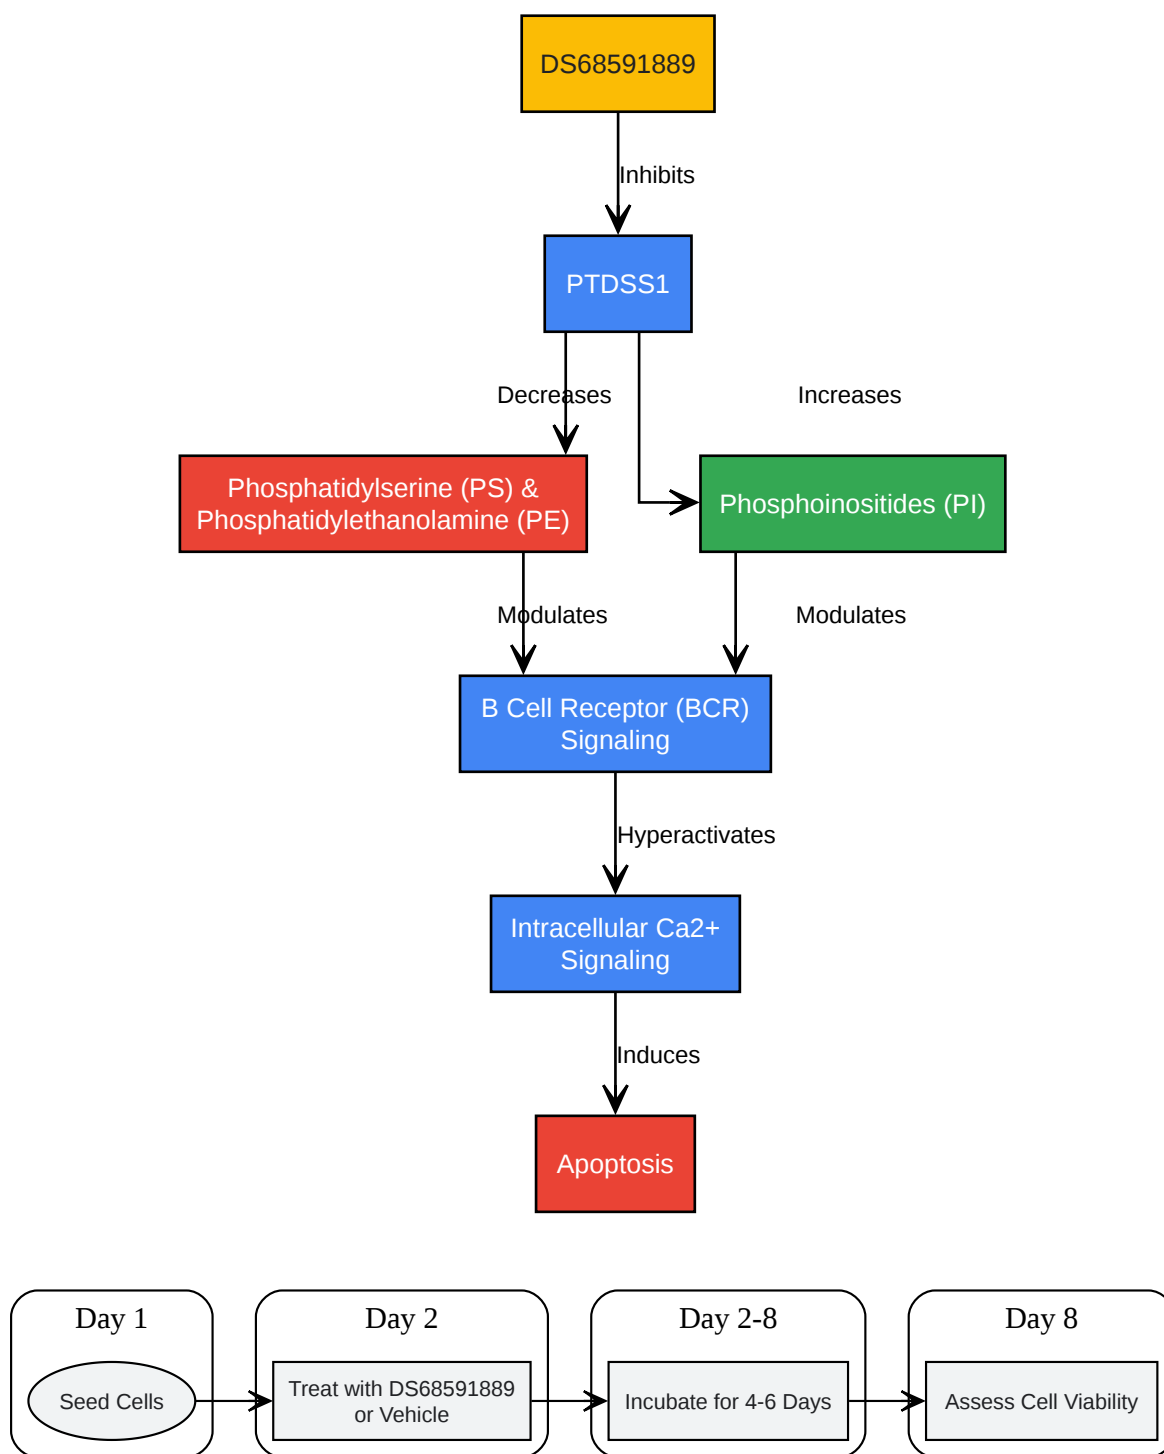 DS68591889
Inhibits
PTDSS1
Decreases
Increases
Phosphatidylserine (PS) &
Phosphatidylethanolamine (PE)
Phosphoinositides (PI)
Modulates
Modulates
B Cell Receptor (BCR)
Signaling
Hyperactivates
Intracellular Ca2+
Signaling
Induces
Apoptosis
Day 1
Seed Cells
Day 2
Treat with DS68591889
or Vehicle
Day 2-8
Incubate for 4-6 Days
Day 8
Assess Cell Viability